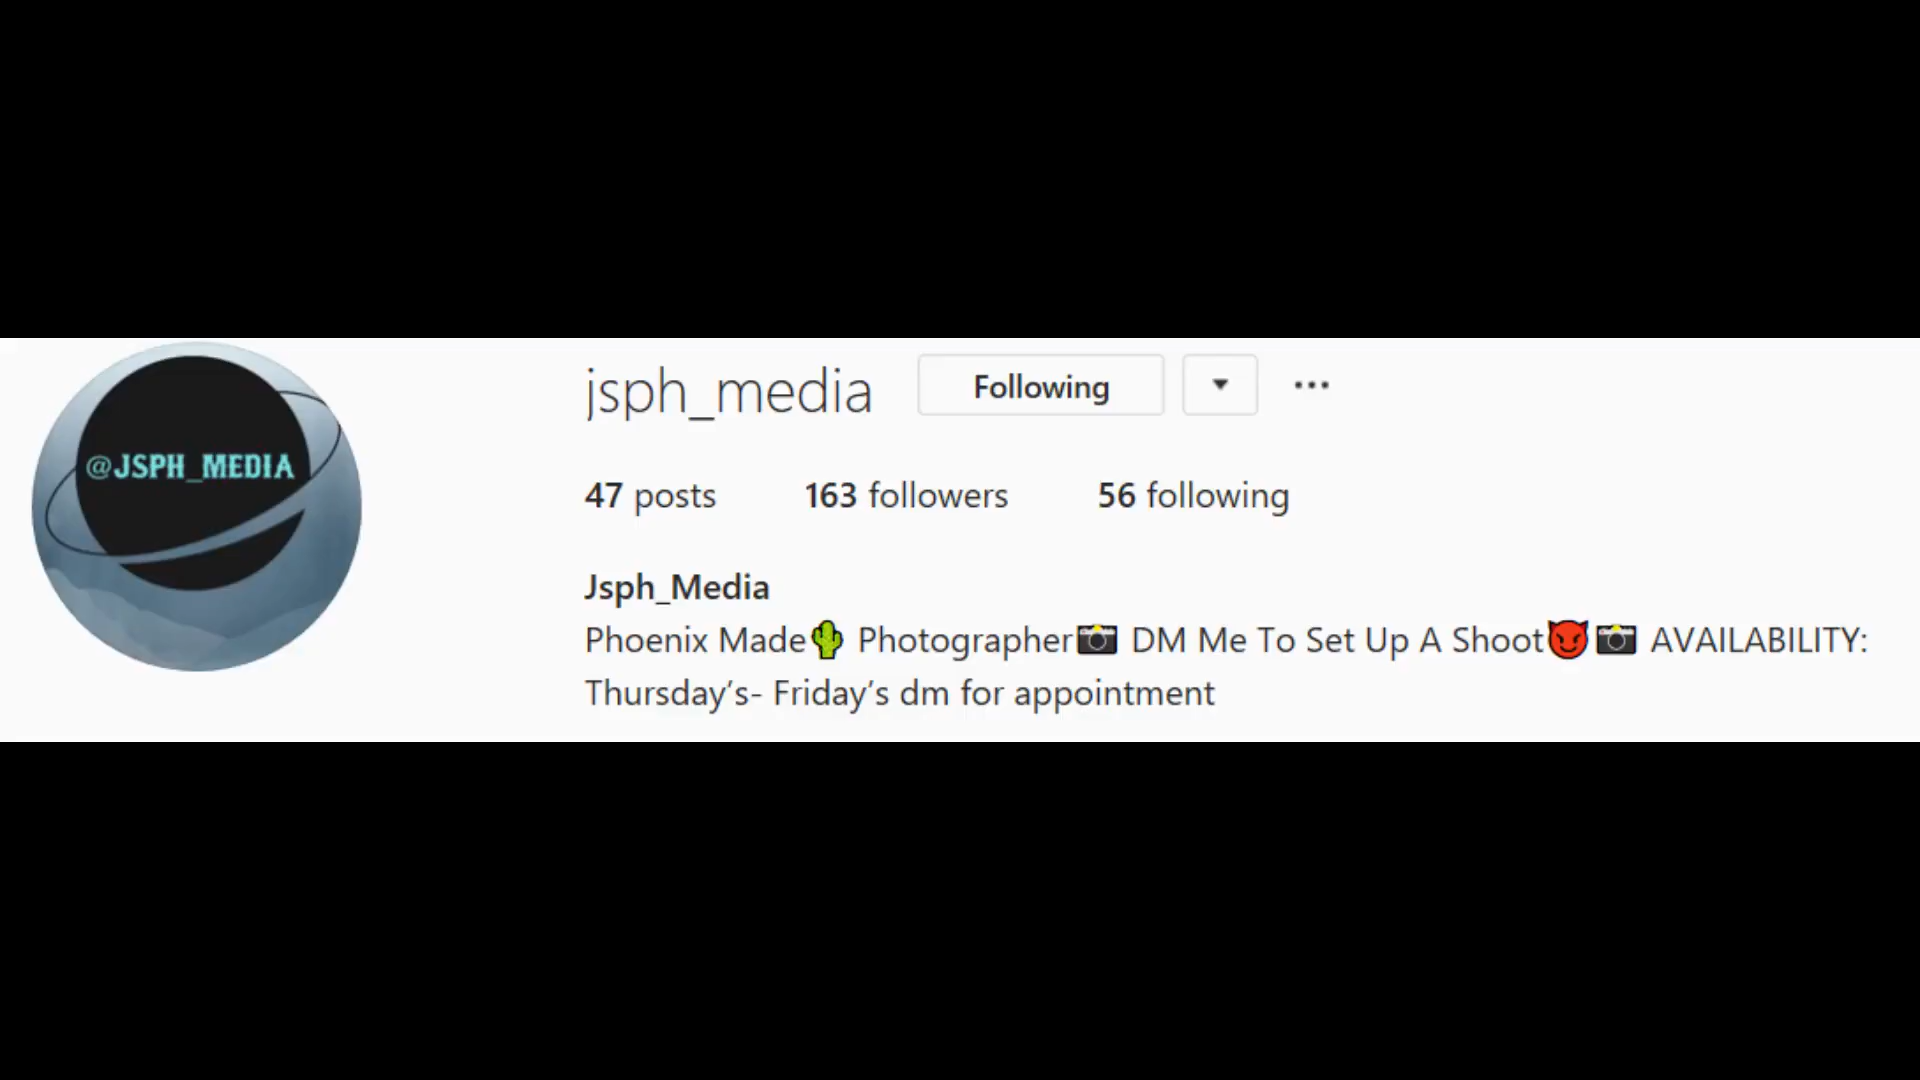 @JSPH_MEDIA
jsph_media Following ...
47 posts 163 followers 56 following
Jsph_Media
Phoenix Made🌵 Photographer📷 DM Me To Set Up A Shoot😈📷 AVAILABILITY:
Thursday’s- Friday’s dm for appointment